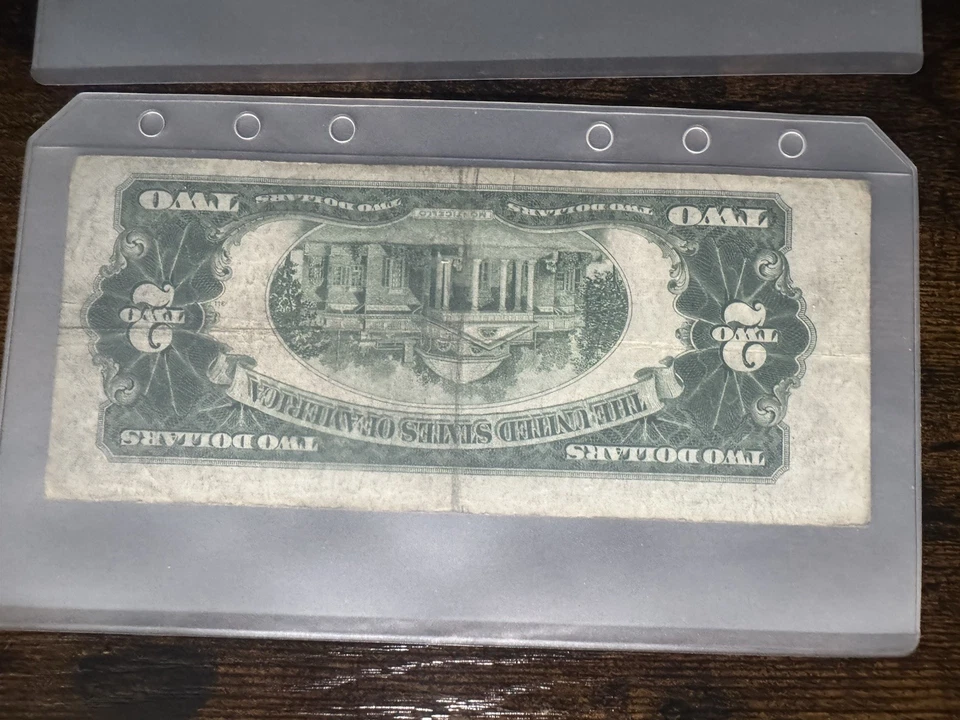 TWO DOLLARS TWO DOLLARS
THE UNITED STATES OF AMERICA
2 TWO 2 TWO
MONTICELLO
TWO TWO DOLLARS TWO DOLLARS TWO